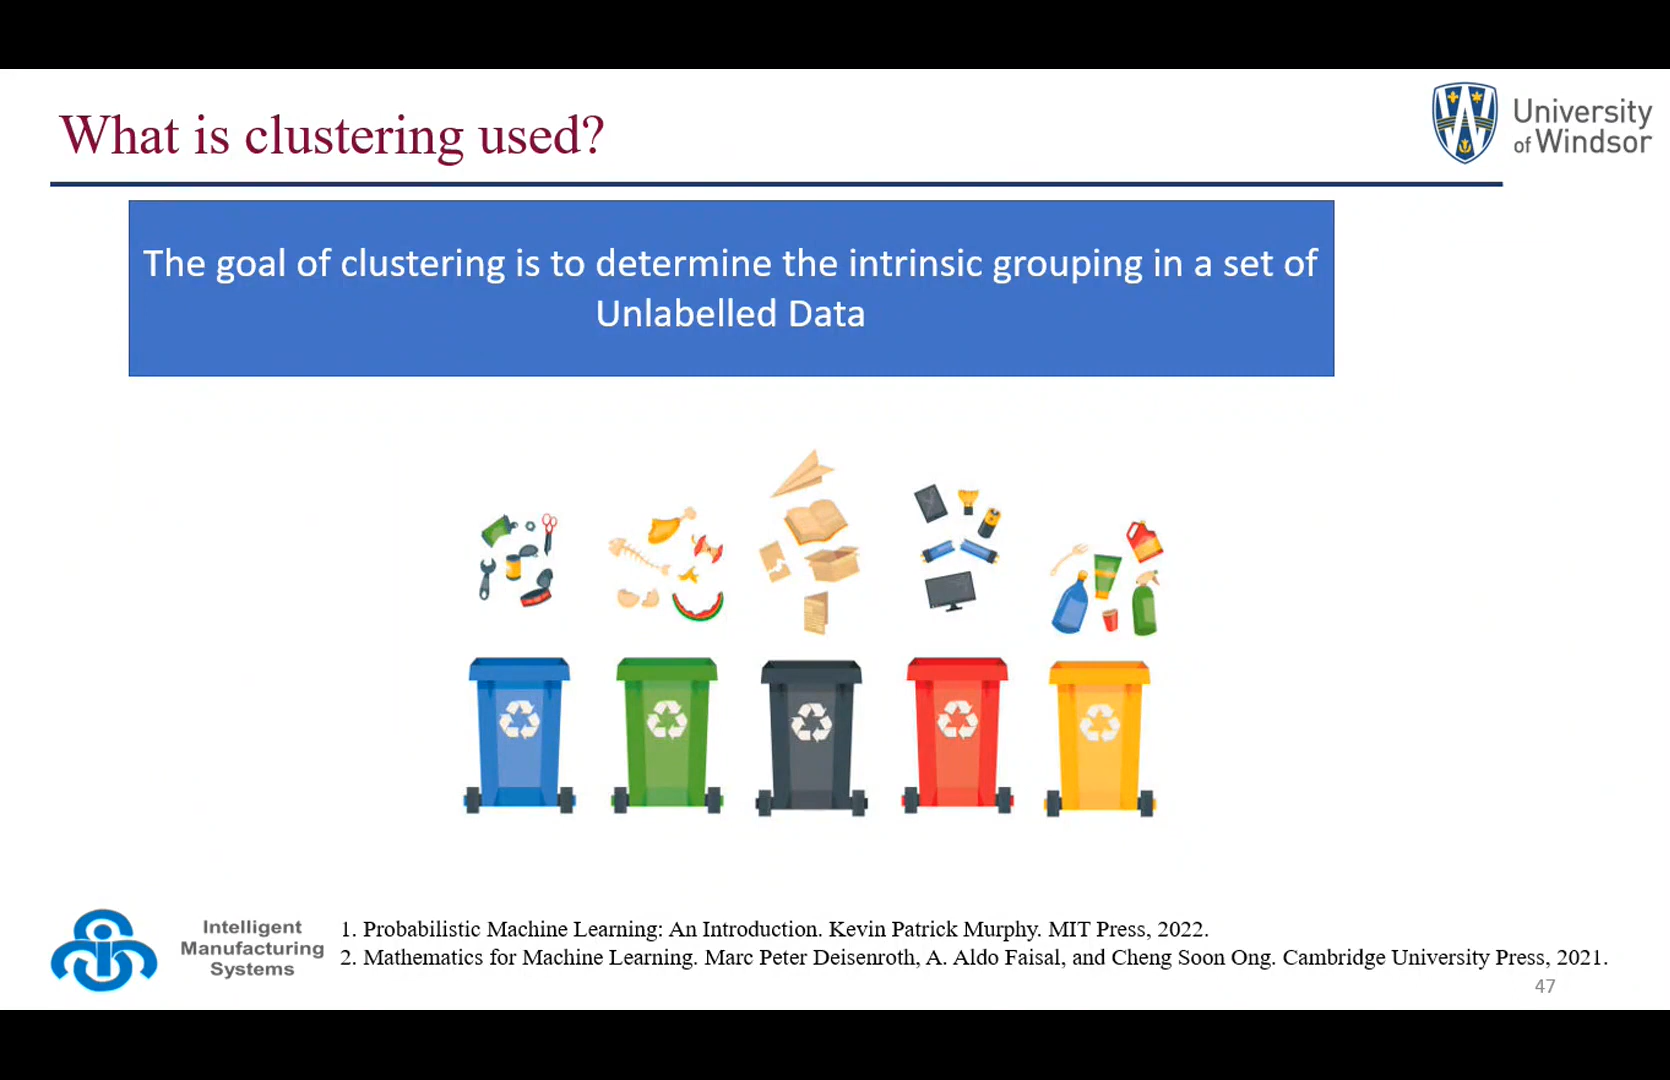 What is clustering used?
University
of Windsor
The goal of clustering is to determine the intrinsic grouping in a set of
Unlabelled Data
Intelligent
Manufacturing
Systems
1. Probabilistic Machine Learning: An Introduction. Kevin Patrick Murphy. MIT Press, 2022.
2. Mathematics for Machine Learning. Marc Peter Deisenroth, A. Aldo Faisal, and Cheng Soon Ong. Cambridge University Press, 2021.
47